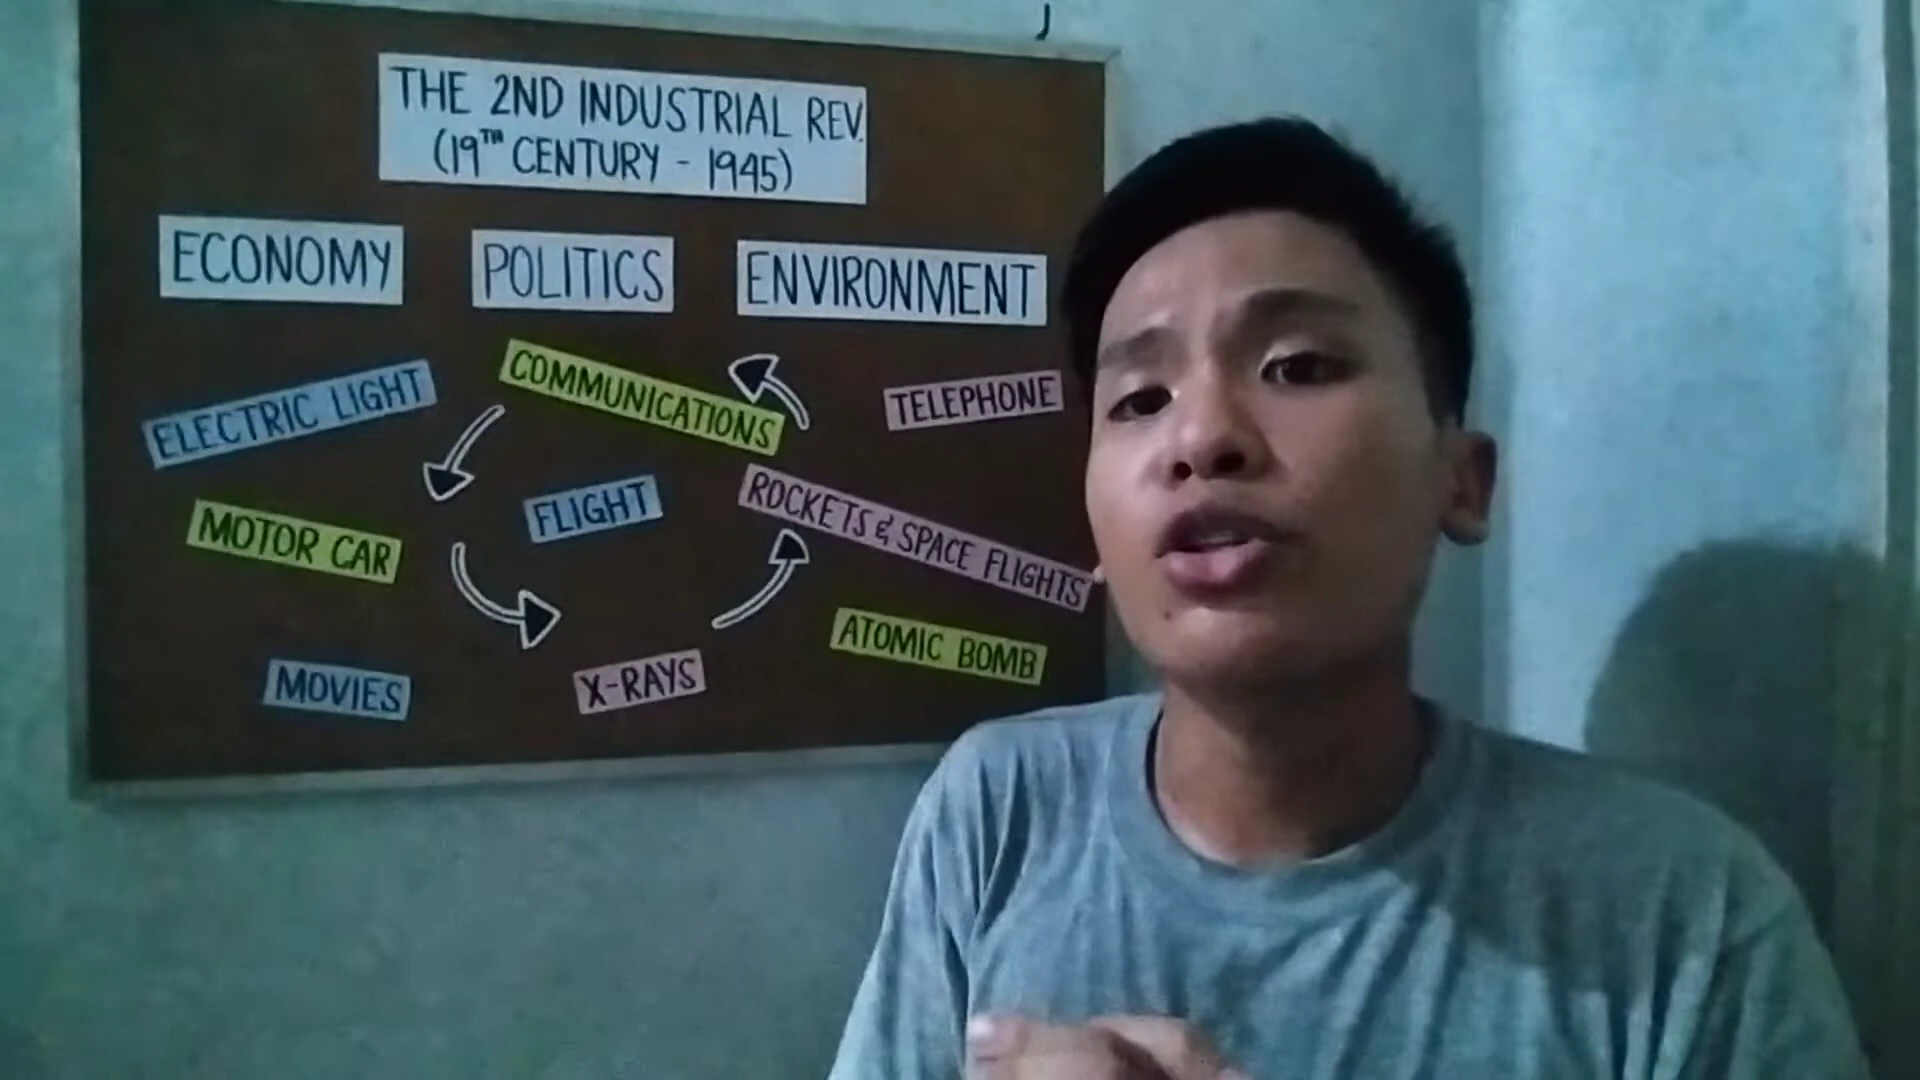 THE 2ND INDUSTRIAL REV.
(19TH CENTURY - 1945)
ECONOMY
POLITICS
ENVIRONMENT
ELECTRIC LIGHT
COMMUNICATIONS
TELEPHONE
MOTOR CAR
FLIGHT
ROCKETS & SPACE FLIGHTS
MOVIES
X-RAYS
ATOMIC BOMB